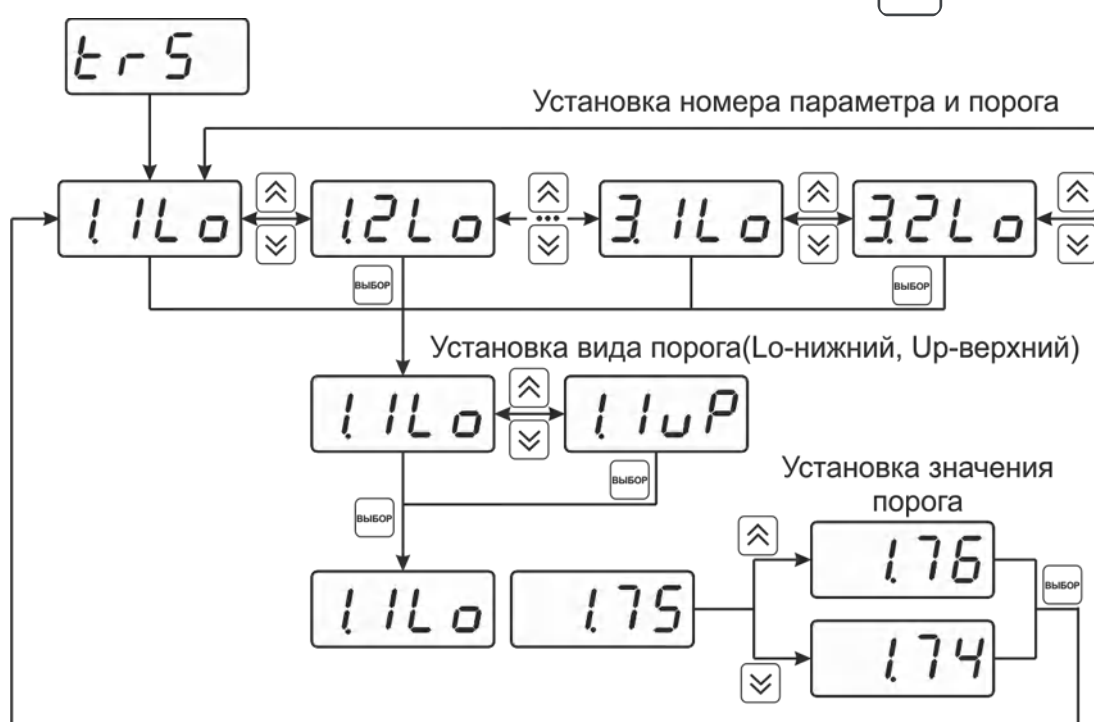 trS
Установка номера параметра и порога
1.1Lo 1.2Lo ... 3.1Lo 3.2Lo
ВЫБОР ВЫБОР
Установка вида порога(Lo-нижний, Up-верхний)
1.1Lo 1.1uP
ВЫБОР
ВЫБОР
Установка значения
порога
1.76
ВЫБОР
1.1Lo 1.75
1.74